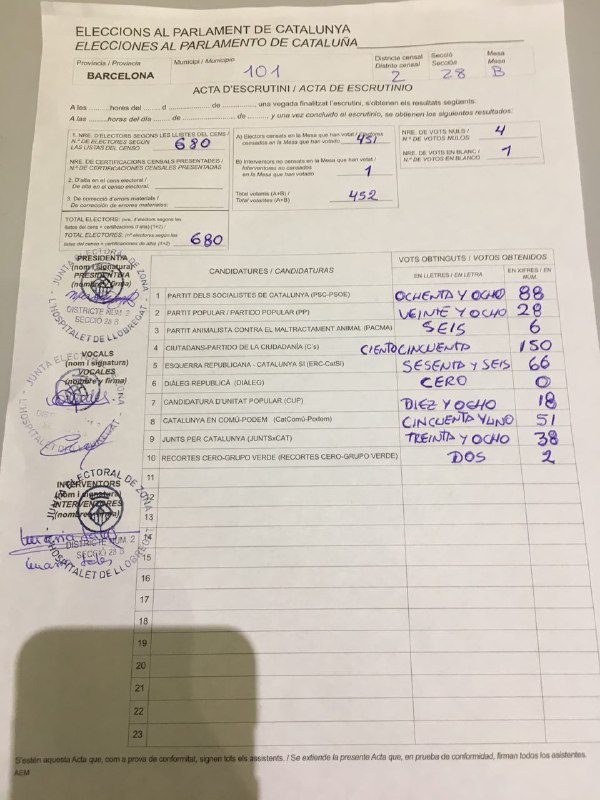 ELECCIONS AL PARLAMENT DE CATALUNYA
ELECCIONES AL PARLAMENTO DE CATALUÑA
Província / Provincia
BARCELONA
Municipi / Municipio
101
Districte censal
Distrito censal
2
Secció
Sección
28
Mesa
Mesa
B
ACTA D'ESCRUTINI / ACTA DE ESCRUTINIO
A les ........hores del ...... d ............... de ............, una vegada finalitzat l'escrutini, s'obtenen els resultats següents:
A las ........horas del día ...... de ............... de ............, y una vez concluido el escrutinio, se obtienen los siguientes resultados:
1. NRE. D'ELECTORS SEGONS LES LLISTES DEL CENS /
N.º DE ELECTORES SEGÚN
LAS LISTAS DEL CENSO
680
NRE. DE CERTIFICACIONS CENSALS PRESENTADES /
N.º DE CERTIFICACIONES CENSALES PRESENTADAS
2. D'alta en el cens electoral /
De alta en el censo electoral:
3. De correcció d'errors materials /
De corrección de errores materiales:
TOTAL ELECTORS: (nre. d'electors segons les
llistes del cens + certificacions d'alta) (1+2) /
TOTAL ELECTORES: (n.º electores según las
listas del censo + certificaciones de alta) (1+2)
680
A) Electors censats en la Mesa que han votat / Electores
censados en la Mesa que han votado
451
B) Interventors no censats en la Mesa que han votat /
Interventores no censados
en la Mesa que han votado
1
Total votants (A+B) /
Total votantes (A+B)
452
NRE. DE VOTS NULS /
N.º DE VOTOS NULOS
4
NRE. DE VOTS EN BLANC /
N.º DE VOTOS EN BLANCO
1
PRESIDENT/A
(nom i signatura)
PRESIDENTE/A
(nombre y firma)
JUNTA ELECTORAL DE ZONA
DISTRICTE NÚM. 2
SECCIÓ 28 B
L'HOSPITALET DE LLOBREGAT
VOCALS
(nom i signatura)
VOCALES
(nombre y firma)
INTERVENTORS
(nom i signatura)
INTERVENTORES
(nombre y firma)
JUNTA ELECTORAL DE ZONA
DISTRICTE NÚM. 2
SECCIÓ 28 B
L'HOSPITALET DE LLOBREGAT
CANDIDATURES / CANDIDATURAS
VOTS OBTINGUTS / VOTOS OBTENIDOS
EN LLETRES / EN LETRA
EN XIFRES / EN NÚM.
1 PARTIT DELS SOCIALISTES DE CATALUNYA (PSC-PSOE) OCHENTA Y OCHO 88
2 PARTIT POPULAR / PARTIDO POPULAR (PP) VEINTE Y OCHO 28
3 PARTIT ANIMALISTA CONTRA EL MALTRACTAMENT ANIMAL (PACMA) SEIS 6
4 CIUTADANS-PARTIDO DE LA CIUDADANÍA (C's) CIENTO CINCUENTA 150
5 ESQUERRA REPUBLICANA - CATALUNYA SÍ (ERC-CatSí) SESENTA Y SEIS 66
6 DIÀLEG REPUBLICÀ (DIÀLEG) CERO 0
7 CANDIDATURA D'UNITAT POPULAR (CUP) DIEZ Y OCHO 18
8 CATALUNYA EN COMÚ-PODEM (CatComú-Podem) CINCUENTA Y UNO 51
9 JUNTS PER CATALUNYA (JUNTSxCAT) TREINTA Y OCHO 38
10 RECORTES CERO-GRUPO VERDE (RECORTES CERO-GRUPO VERDE) DOS 2
11
12
13
14
15
16
17
18
19
20
21
22
23
S'estén aquesta Acta que, com a prova de conformitat, signen tots els assistents. / Se extiende la presente Acta que, en prueba de conformidad, firman todos los asistentes.
AEM